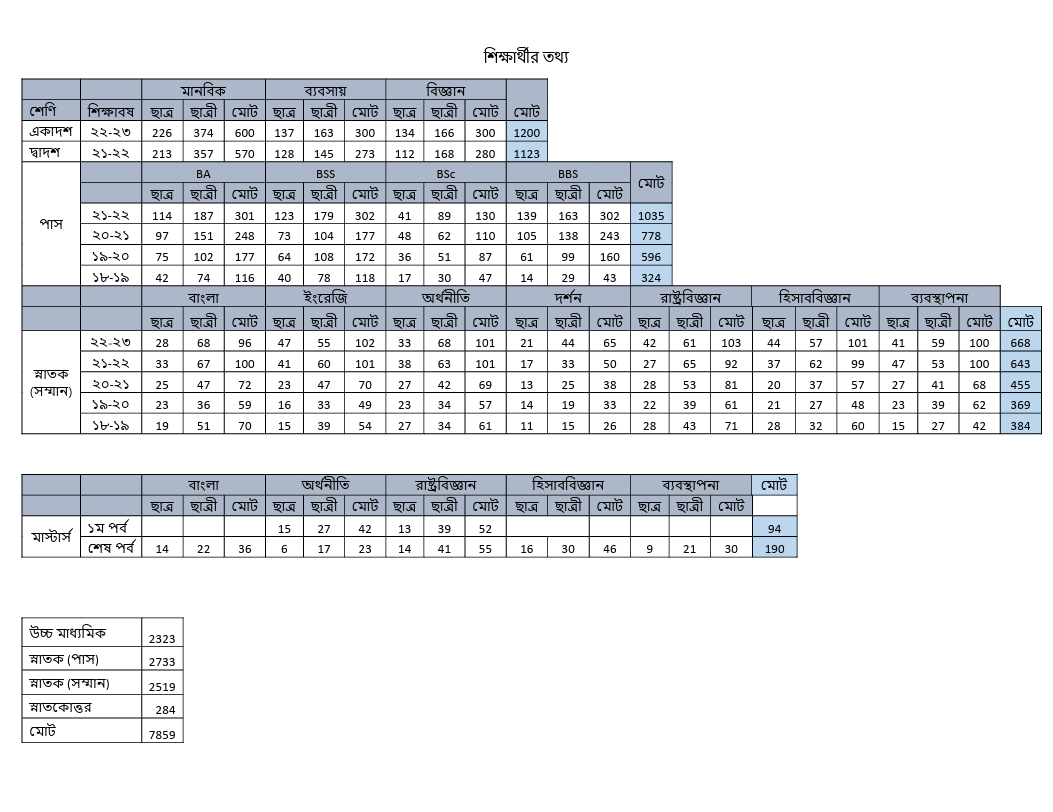 শিক্ষার্থীর তথ্য
মানবিক ব্যবসায় বিজ্ঞান মোট
শ্রেণি শিক্ষাবষ ছাত্র ছাত্রী মোট ছাত্র ছাত্রী মোট ছাত্র ছাত্রী মোট
একাদশ ২২-২৩ 226 374 600 137 163 300 134 166 300 1200
দ্বাদশ ২১-২২ 213 357 570 128 145 273 112 168 280 1123
পাস BA BSS BSc BBS মোট
ছাত্র ছাত্রী মোট ছাত্র ছাত্রী মোট ছাত্র ছাত্রী মোট ছাত্র ছাত্রী মোট
২১-২২ 114 187 301 123 179 302 41 89 130 139 163 302 1035
২০-২১ 97 151 248 73 104 177 48 62 110 105 138 243 778
১৯-২০ 75 102 177 64 108 172 36 51 87 61 99 160 596
১৮-১৯ 42 74 116 40 78 118 17 30 47 14 29 43 324
বাংলা ইংরেজি অর্থনীতি দর্শন রাষ্ট্রবিজ্ঞান হিসাববিজ্ঞান ব্যবস্থাপনা
ছাত্র ছাত্রী মোট ছাত্র ছাত্রী মোট ছাত্র ছাত্রী মোট ছাত্র ছাত্রী মোট ছাত্র ছাত্রী মোট ছাত্র ছাত্রী মোট ছাত্র ছাত্রী মোট মোট
স্নাতক (সম্মান) ২২-২৩ 28 68 96 47 55 102 33 68 101 21 44 65 42 61 103 44 57 101 41 59 100 668
২১-২২ 33 67 100 41 60 101 38 63 101 17 33 50 27 65 92 37 62 99 47 53 100 643
২০-২১ 25 47 72 23 47 70 27 42 69 13 25 38 28 53 81 20 37 57 27 41 68 455
১৯-২০ 23 36 59 16 33 49 23 34 57 14 19 33 22 39 61 21 27 48 23 39 62 369
১৮-১৯ 19 51 70 15 39 54 27 34 61 11 15 26 28 43 71 28 32 60 15 27 42 384
বাংলা অর্থনীতি রাষ্ট্রবিজ্ঞান হিসাববিজ্ঞান ব্যবস্থাপনা মোট
ছাত্র ছাত্রী মোট ছাত্র ছাত্রী মোট ছাত্র ছাত্রী মোট ছাত্র ছাত্রী মোট ছাত্র ছাত্রী মোট
মাস্টার্স ১ম পর্ব 15 27 42 13 39 52 94
শেষ পর্ব 14 22 36 6 17 23 14 41 55 16 30 46 9 21 30 190
উচ্চ মাধ্যমিক 2323
স্নাতক (পাস) 2733
স্নাতক (সম্মান) 2519
স্নাতকোত্তর 284
মোট 7859